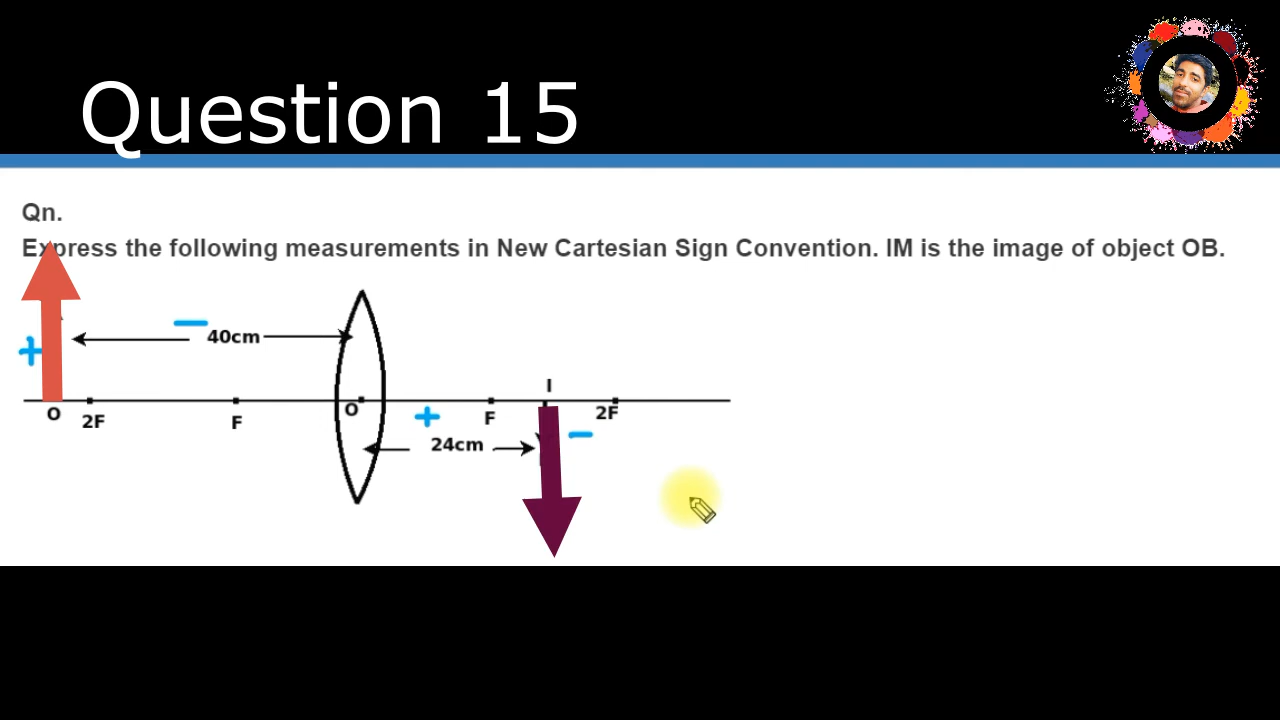 Question 15
Qn.
Express the following measurements in New Cartesian Sign Convention. IM is the image of object OB.
−
40cm
+
I
O
2F
F
O
+
F
2F
−
24cm